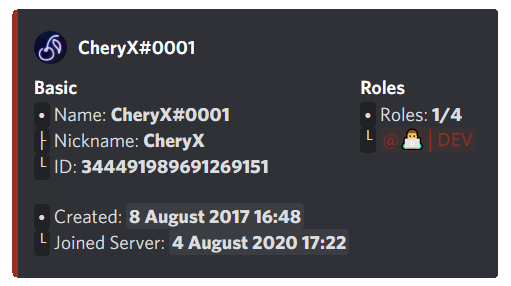 CheryX#0001
Basic
• Name: CheryX#0001
├ Nickname: CheryX
└ ID: 344491989691269151
• Created: 8 August 2017 16:48
└ Joined Server: 4 August 2020 17:22
Roles
• Roles: 1/4
└ @👨‍💻 | DEV